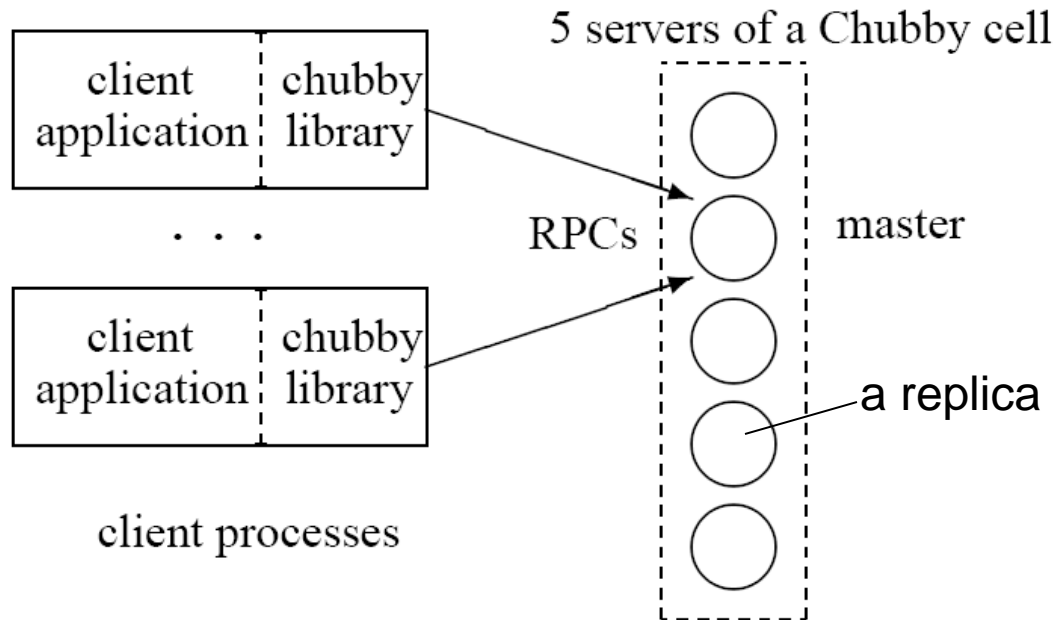 5 servers of a Chubby cell
client
application
chubby
library
. . .
RPCs
master
client
application
chubby
library
a replica
client processes